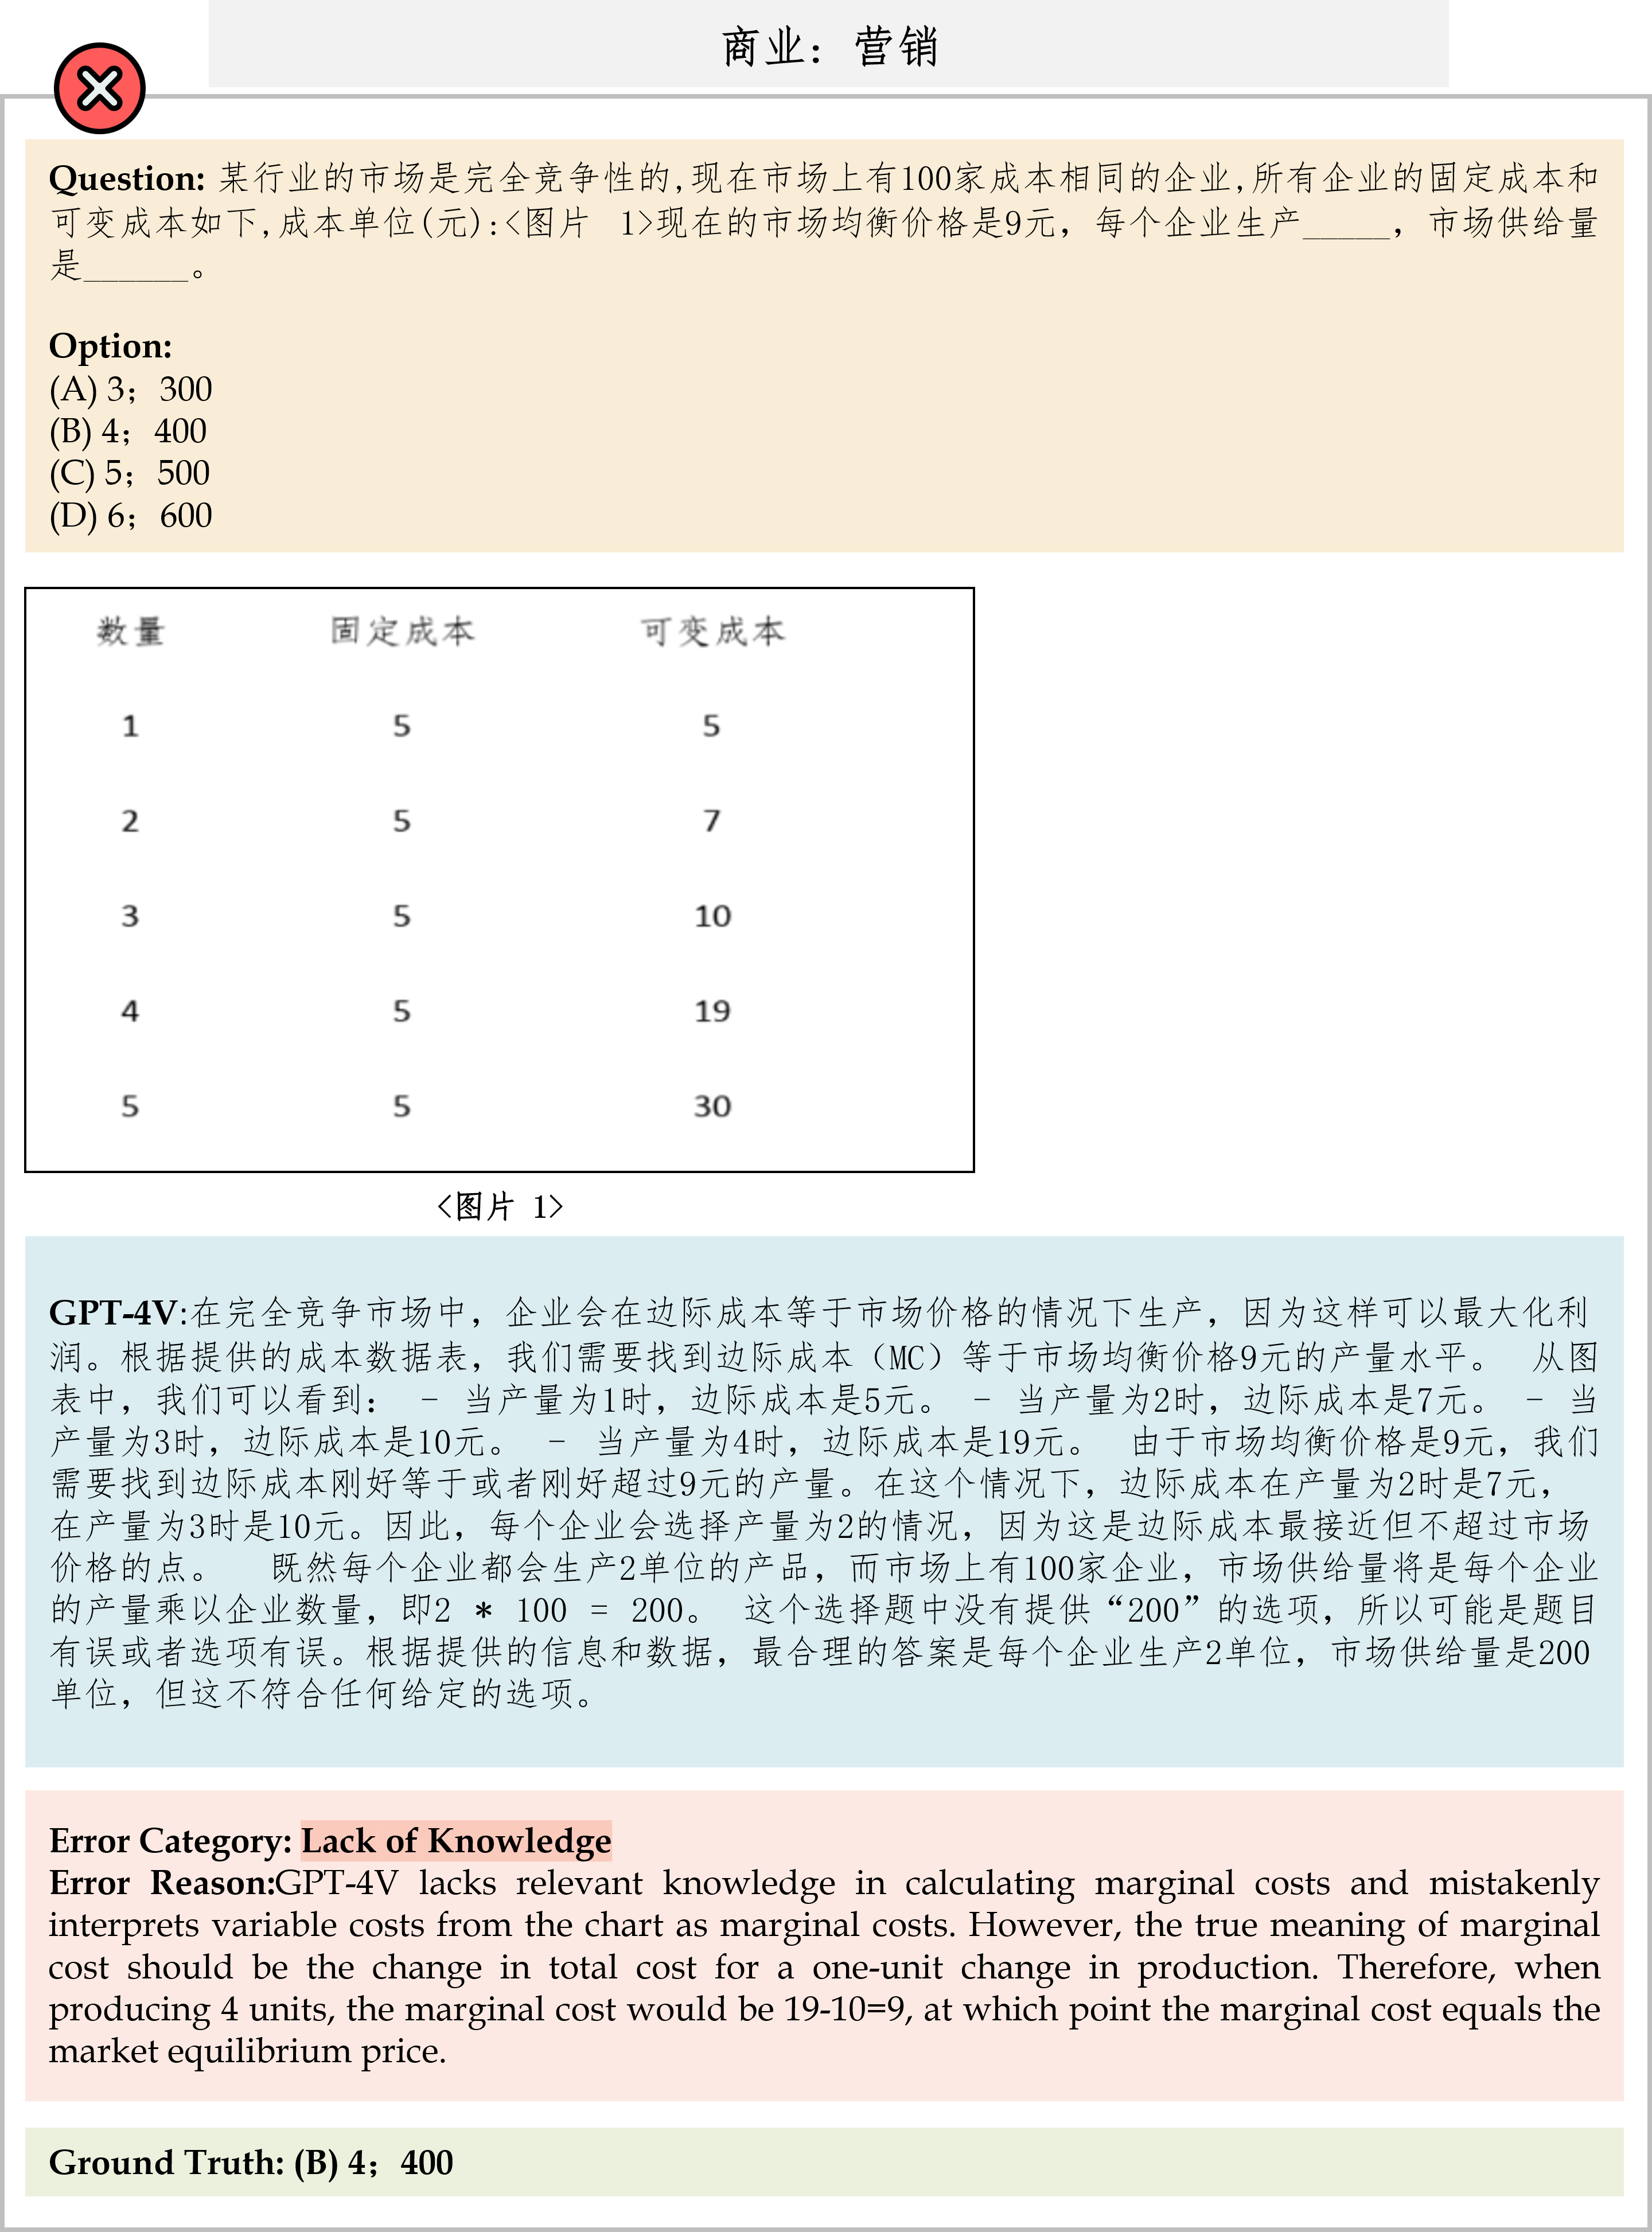 商业：营销
Question: 某行业的市场是完全竞争性的,现在市场上有100家成本相同的企业,所有企业的固定成本和
可变成本如下,成本单位(元):<图片 1>现在的市场均衡价格是9元，每个企业生产_____，市场供给量
是______。
Option:
(A) 3；300
(B) 4；400
(C) 5；500
(D) 6；600
数量 固定成本 可变成本
1 5 5
2 5 7
3 5 10
4 5 19
5 5 30
<图片 1>
GPT-4V:在完全竞争市场中，企业会在边际成本等于市场价格的情况下生产，因为这样可以最大化利
润。根据提供的成本数据表，我们需要找到边际成本（MC）等于市场均衡价格9元的产量水平。 从图
表中，我们可以看到： - 当产量为1时，边际成本是5元。 - 当产量为2时，边际成本是7元。 - 当
产量为3时，边际成本是10元。 - 当产量为4时，边际成本是19元。 由于市场均衡价格是9元，我们
需要找到边际成本刚好等于或者刚好超过9元的产量。在这个情况下，边际成本在产量为2时是7元，
在产量为3时是10元。因此，每个企业会选择产量为2的情况，因为这是边际成本最接近但不超过市场
价格的点。 既然每个企业都会生产2单位的产品，而市场上有100家企业，市场供给量将是每个企业
的产量乘以企业数量，即2 * 100 = 200。 这个选择题中没有提供“200”的选项，所以可能是题目
有误或者选项有误。根据提供的信息和数据，最合理的答案是每个企业生产2单位，市场供给量是200
单位，但这不符合任何给定的选项。
Error Category: Lack of Knowledge
Error Reason:GPT-4V lacks relevant knowledge in calculating marginal costs and mistakenly
interprets variable costs from the chart as marginal costs. However, the true meaning of marginal
cost should be the change in total cost for a one-unit change in production. Therefore, when
producing 4 units, the marginal cost would be 19-10=9, at which point the marginal cost equals the
market equilibrium price.
Ground Truth: (B) 4；400